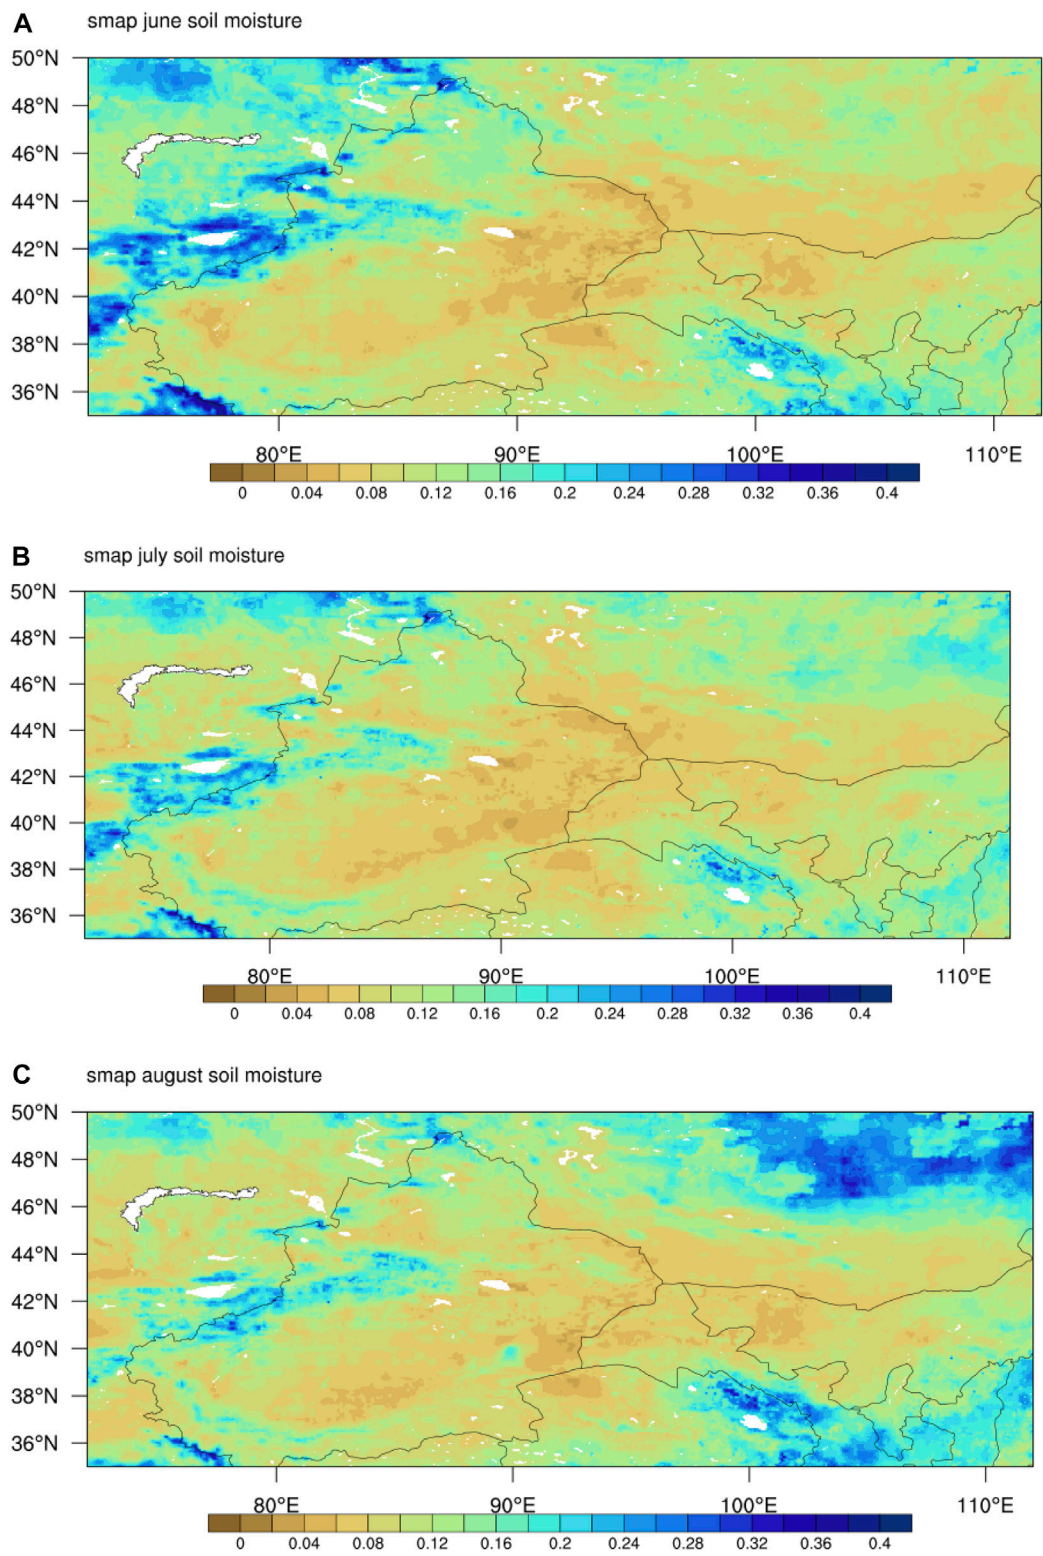 A smap june soil moisture
50°N
48°N
46°N
44°N
42°N
40°N
38°N
36°N
80°E 90°E 100°E 110°E
0 0.04 0.08 0.12 0.16 0.2 0.24 0.28 0.32 0.36 0.4
B smap july soil moisture
50°N
48°N
46°N
44°N
42°N
40°N
38°N
36°N
80°E 90°E 100°E 110°E
0 0.04 0.08 0.12 0.16 0.2 0.24 0.28 0.32 0.36 0.4
C smap august soil moisture
50°N
48°N
46°N
44°N
42°N
40°N
38°N
36°N
80°E 90°E 100°E 110°E
0 0.04 0.08 0.12 0.16 0.2 0.24 0.28 0.32 0.36 0.4